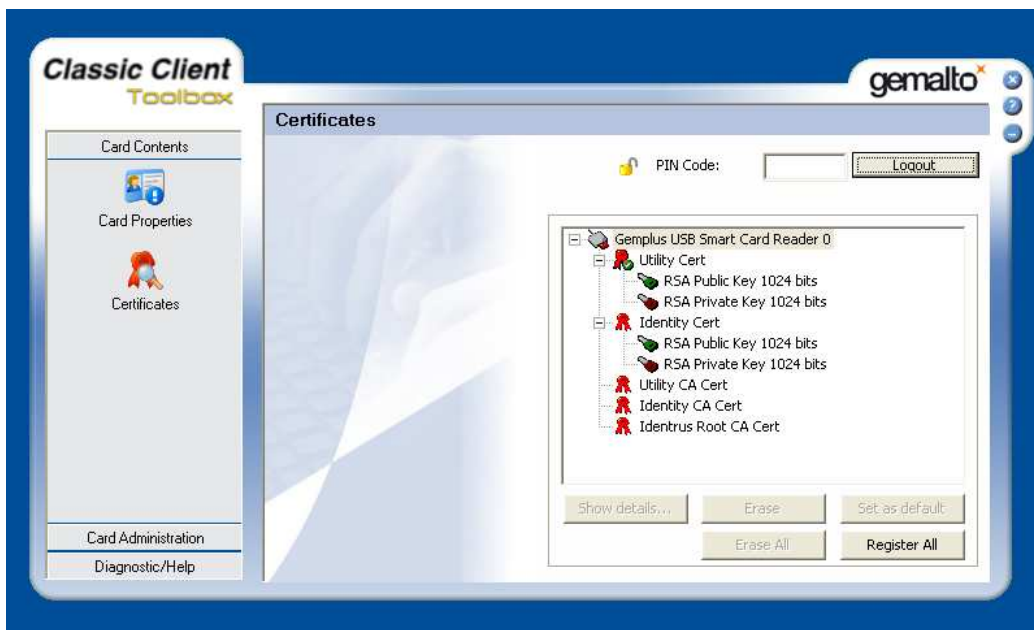 Classic Client
Toolbox
gemalto
Certificates
Card Contents
Card Properties
Certificates
Card Administration
Diagnostic/Help
PIN Code:
Logout
Gemplus USB Smart Card Reader 0
Utility Cert
RSA Public Key 1024 bits
RSA Private Key 1024 bits
Identity Cert
RSA Public Key 1024 bits
RSA Private Key 1024 bits
Utility CA Cert
Identity CA Cert
Identrus Root CA Cert
Show details...
Erase
Set as default
Erase All
Register All